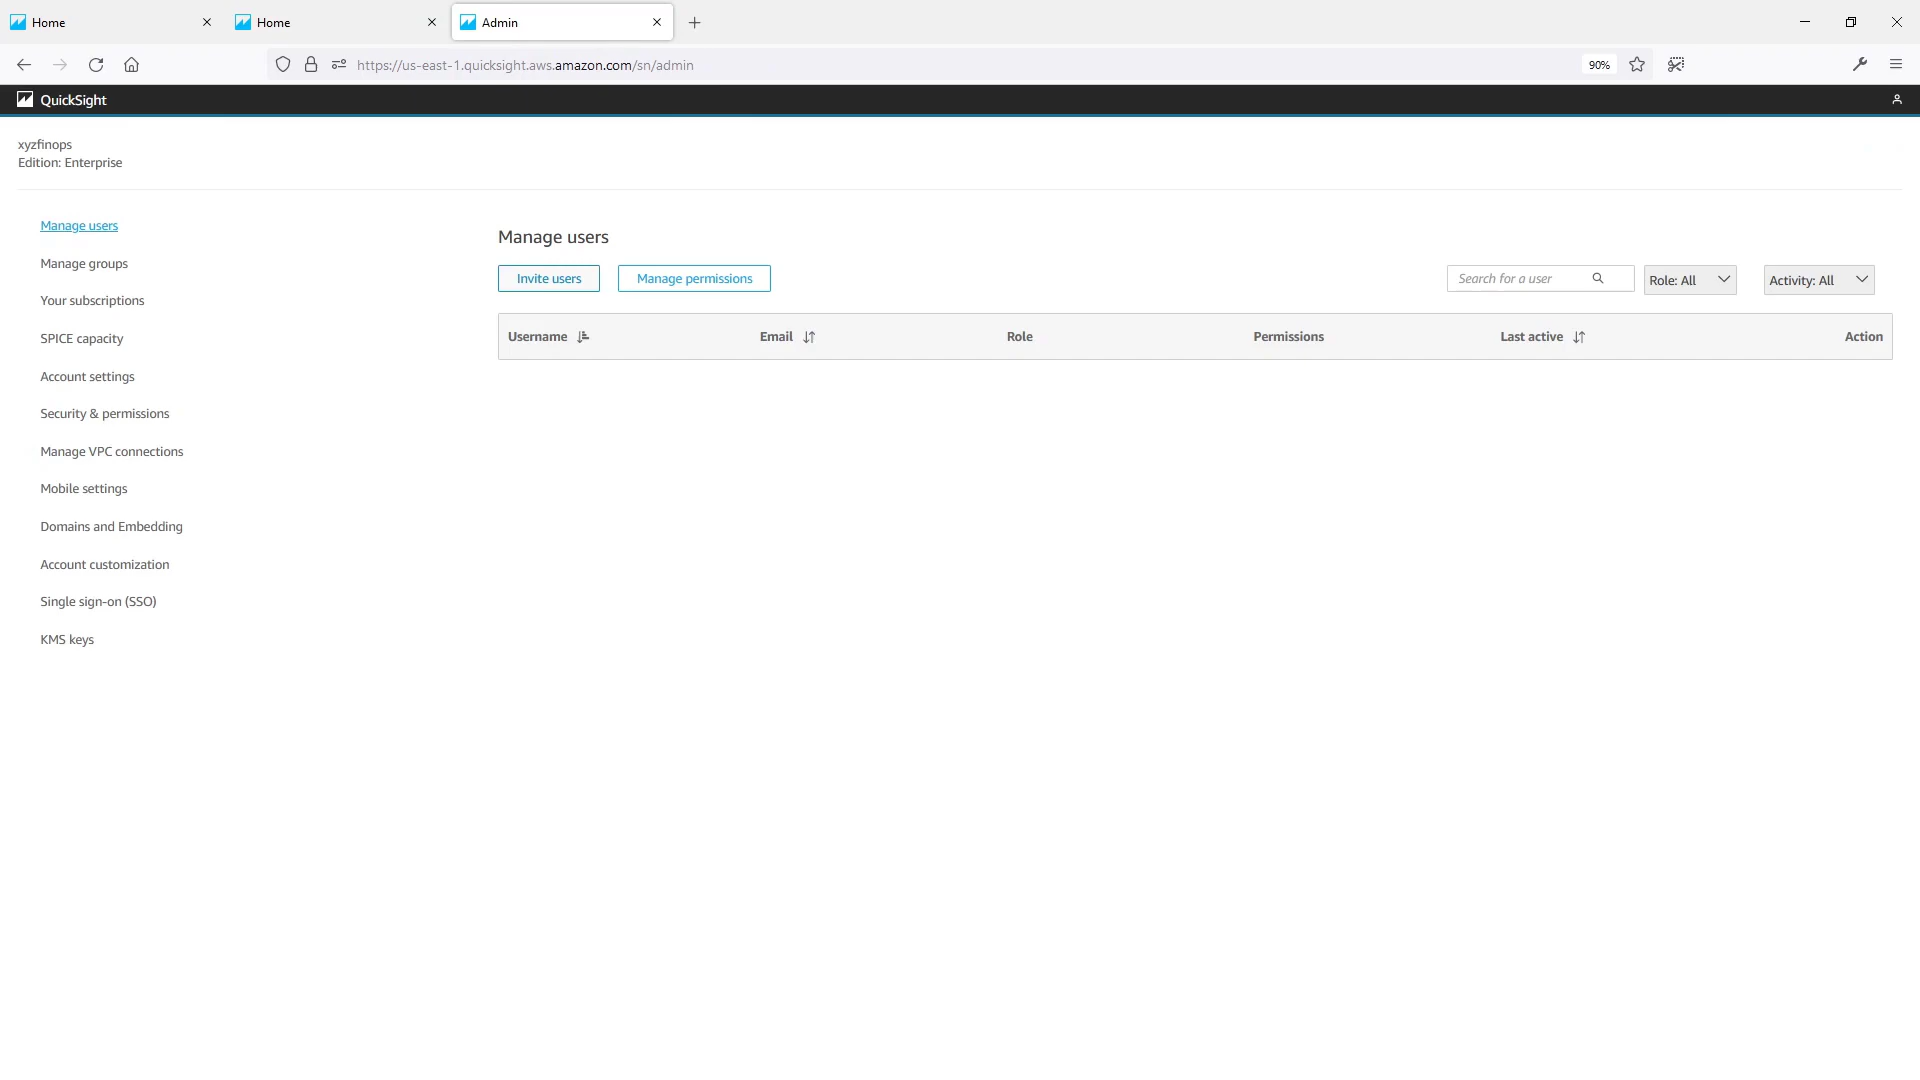 Home
Home
Admin
https://us-east-1.quicksight.aws.amazon.com/sn/admin
90%
QuickSight
xyzfinops
Edition: Enterprise
Manage users
Manage groups
Your subscriptions
SPICE capacity
Account settings
Security & permissions
Manage VPC connections
Mobile settings
Domains and Embedding
Account customization
Single sign-on (SSO)
KMS keys
Manage users
Invite users
Manage permissions
Search for a user
Role: All
Activity: All
Username
Email
Role
Permissions
Last active
Action